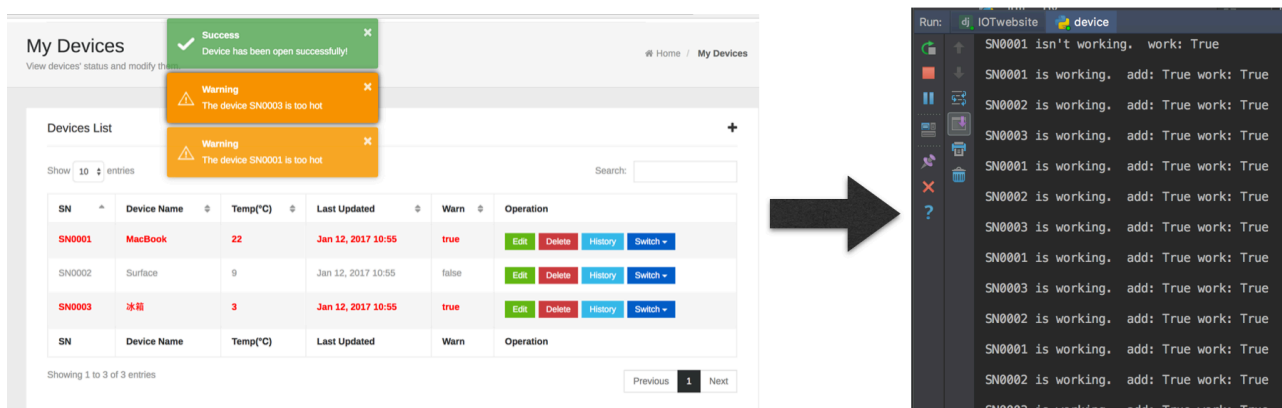 My Devices
View devices' status and modify them
Home / My Devices
Success
Device has been open successfully!
Warning
The device SN0003 is too hot
Warning
The device SN0001 is too hot
Devices List
Show 10 entries
Search:
SN Device Name Temp(°C) Last Updated Warn Operation
SN0001 MacBook 22 Jan 12, 2017 10:55 true Edit Delete History Switch
SN0002 Surface 9 Jan 12, 2017 10:55 false Edit Delete History Switch
SN0003 冰箱 3 Jan 12, 2017 10:55 true Edit Delete History Switch
SN Device Name Temp(°C) Last Updated Warn Operation
Showing 1 to 3 of 3 entries
Previous 1 Next
Run: dj IOTwebsite device
SN0001 isn't working. work: True
SN0001 is working. add: True work: True
SN0002 is working. add: True work: True
SN0003 is working. add: True work: True
SN0001 is working. add: True work: True
SN0002 is working. add: True work: True
SN0003 is working. add: True work: True
SN0001 is working. add: True work: True
SN0003 is working. add: True work: True
SN0002 is working. add: True work: True
SN0001 is working. add: True work: True
SN0002 is working. add: True work: True